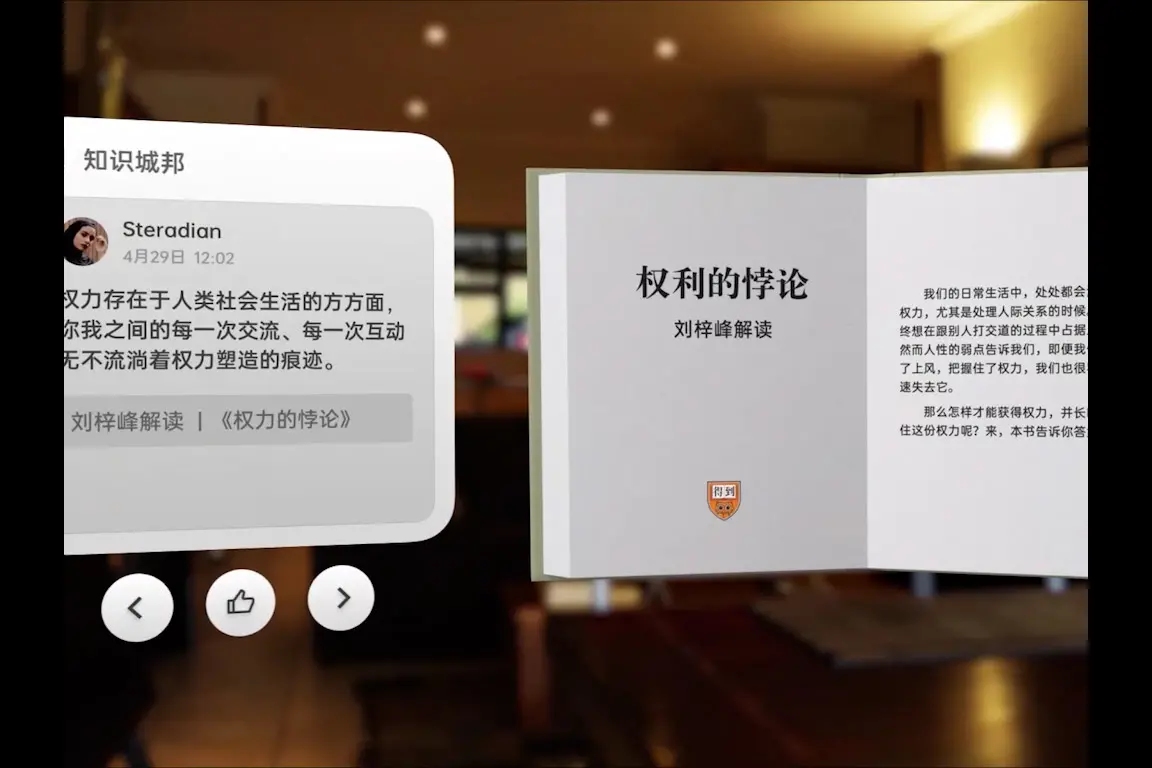 知识城邦
Steradian
4月29日 12:02
权力存在于人类社会生活的方方面，
你我之间的每一次交流、每一次互动
无不流淌着权力塑造的痕迹。
刘梓峰解读 | 《权力的悖论》
权利的悖论
刘梓峰解读
得到
我们的日常生活中，处处都会
权力，尤其是处理人际关系的时候
终想在跟别人打交道的过程中占据
然而人性的弱点告诉我们，即便我
了上风，把握住了权力，我们也很
速失去它。
那么怎样才能获得权力，并长
住这份权力呢？来，本书告诉你答